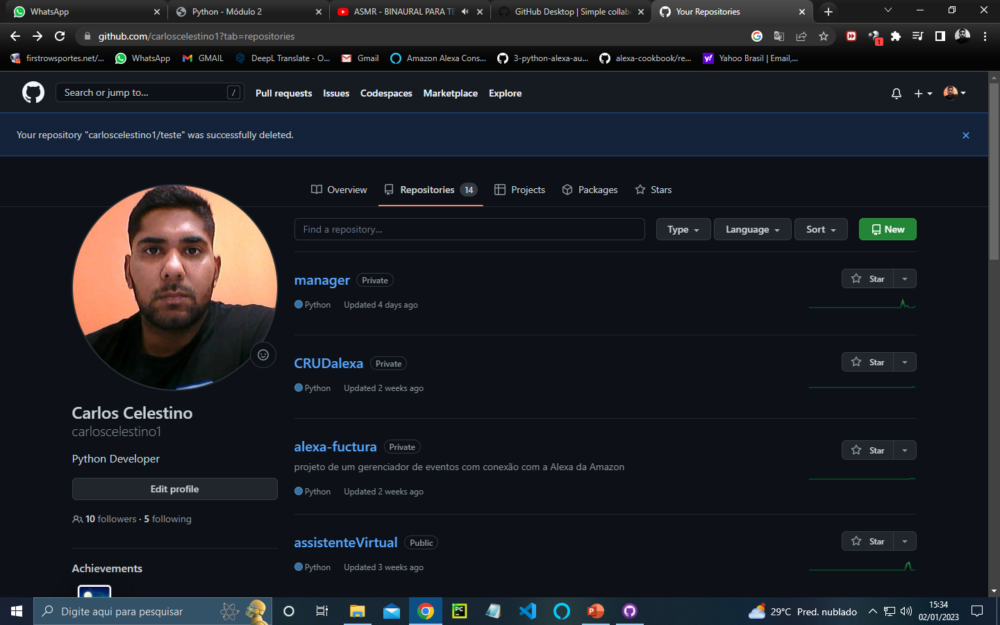 WhatsApp
Python - Módulo 2
ASMR - BINAURAL PARA TE
GitHub Desktop | Simple collab
Your Repositories
github.com/carloscelestino1?tab=repositories
1
firstrowsportes.net/...
WhatsApp
GMAIL
DeepL Translate - O...
Gmail
Amazon Alexa Cons...
3-python-alexa-au...
alexa-cookbook/re...
Yahoo Brasil | Email,...
Search or jump to...
/
Pull requests
Issues
Codespaces
Marketplace
Explore
Your repository "carloscelestino1/teste" was successfully deleted.
Overview
Repositories 14
Projects
Packages
Stars
Find a repository...
Type
Language
Sort
New
manager Private
Star
Python Updated 4 days ago
CRUDalexa Private
Star
Python Updated 2 weeks ago
alexa-fuctura Private
Star
projeto de um gerenciador de eventos com conexão com a Alexa da Amazon
Python Updated 2 weeks ago
assistenteVirtual Public
Star
Python Updated 3 weeks ago
Carlos Celestino
carloscelestino1
Python Developer
Edit profile
10 followers · 5 following
Achievements
Digite aqui para pesquisar
PC
29°C Pred. nublado
15:34
02/01/2023